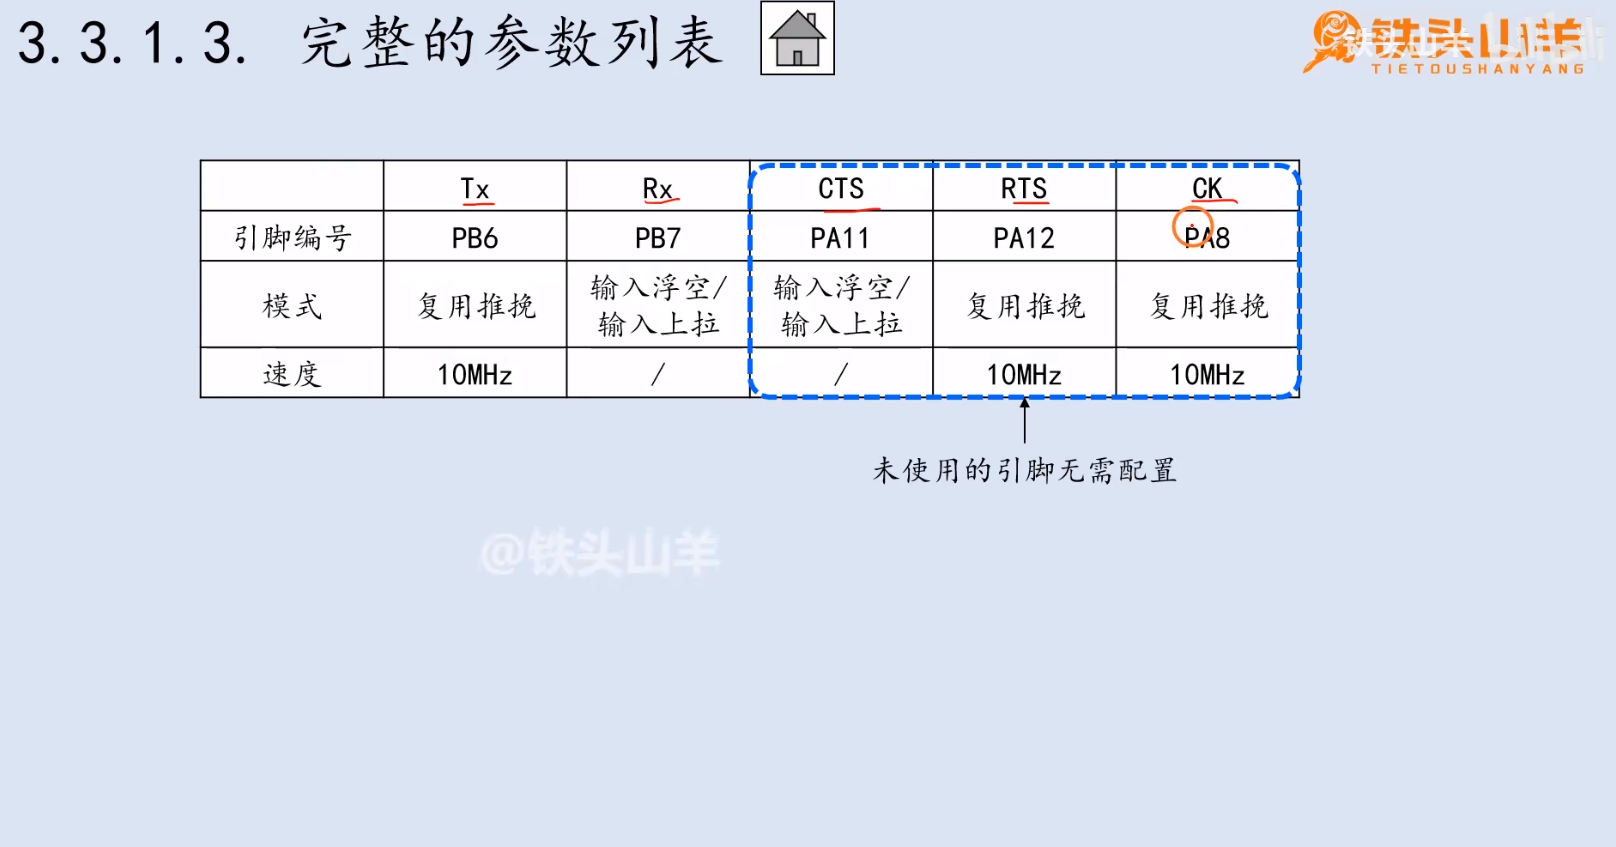 3.3.1.3. 完整的参数列表
铁头山羊
TIETOUSHANYANG
Tx Rx CTS RTS CK
引脚编号 PB6 PB7 PA11 PA12 PA8
模式 复用推挽 输入浮空/ 输入浮空/ 复用推挽 复用推挽
输入上拉 输入上拉
速度 10MHz / / 10MHz 10MHz
未使用的引脚无需配置
@铁头山羊